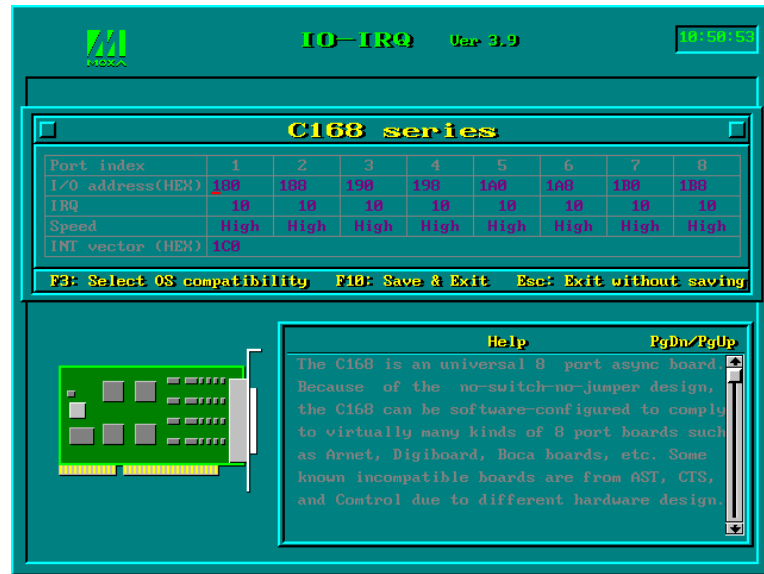 MOXA
IO-IRQ Ver 3.9
10:50:53
C168 series
Port index 1 2 3 4 5 6 7 8
I/O address(HEX) 180 188 190 198 1A0 1A8 1B0 1B8
IRQ 10 10 10 10 10 10 10 10
Speed High High High High High High High High
INT vector (HEX) 1C0
F3: Select OS compatibility F10: Save & Exit Esc: Exit without saving
Help PgDn/PgUp
The C168 is an universal 8 port async board.
Because of the no-switch-no-jumper design,
the C168 can be software-configured to comply
to virtually many kinds of 8 port boards such
as Arnet, Digiboard, Boca boards, etc. Some
known incompatible boards are from AST, CTS,
and Comtrol due to different hardware design.